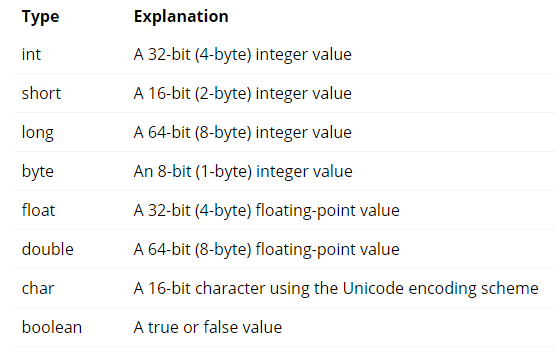 Type Explanation
int A 32-bit (4-byte) integer value
short A 16-bit (2-byte) integer value
long A 64-bit (8-byte) integer value
byte An 8-bit (1-byte) integer value
float A 32-bit (4-byte) floating-point value
double A 64-bit (8-byte) floating-point value
char A 16-bit character using the Unicode encoding scheme
boolean A true or false value